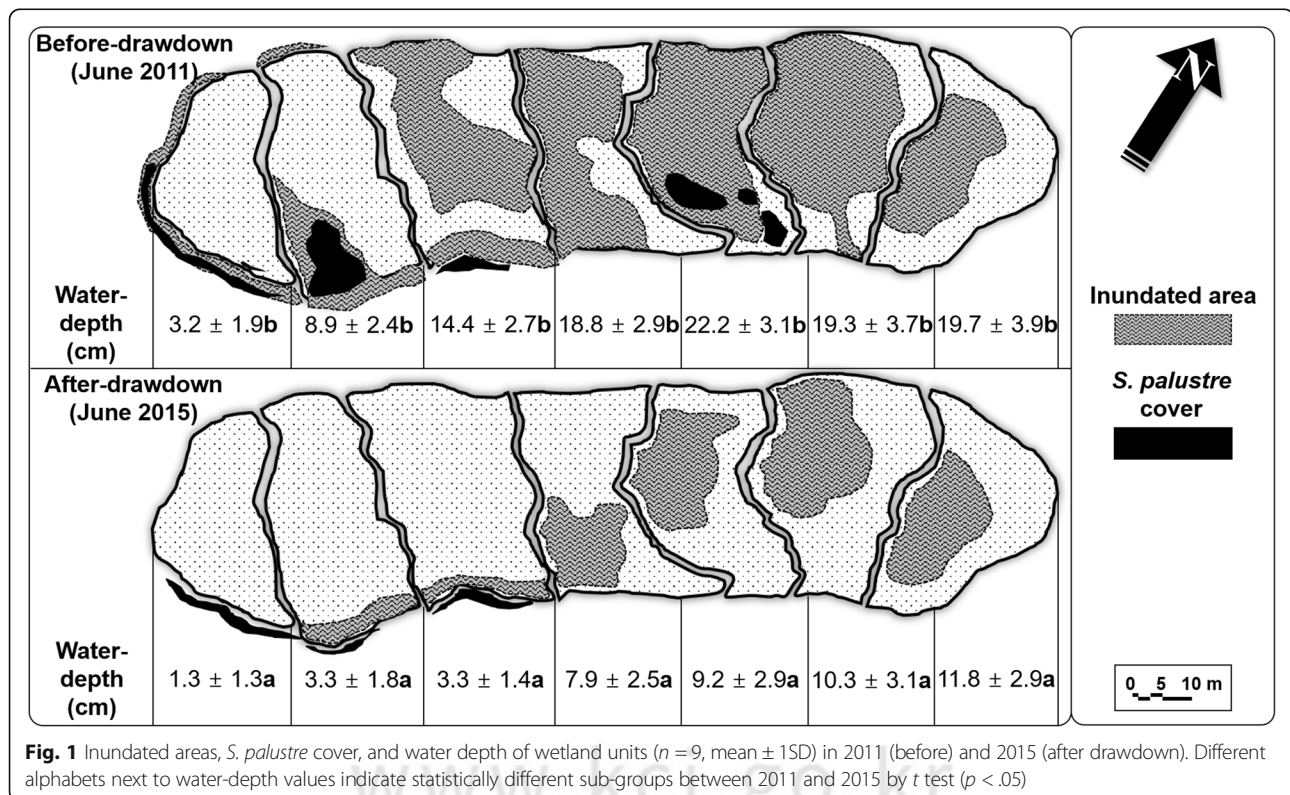 Before-drawdown
(June 2011)
Water-
depth
(cm)
3.2 ± 1.9b 8.9 ± 2.4b 14.4 ± 2.7b 18.8 ± 2.9b 22.2 ± 3.1b 19.3 ± 3.7b 19.7 ± 3.9b
After-drawdown
(June 2015)
Water-
depth
(cm)
1.3 ± 1.3a 3.3 ± 1.8a 3.3 ± 1.4a 7.9 ± 2.5a 9.2 ± 2.9a 10.3 ± 3.1a 11.8 ± 2.9a
N
Inundated area
S. palustre
cover
0 5 10 m
Fig. 1 Inundated areas, S. palustre cover, and water depth of wetland units (n = 9, mean ± 1SD) in 2011 (before) and 2015 (after drawdown). Different
alphabets next to water-depth values indicate statistically different sub-groups between 2011 and 2015 by t test (p < .05)
www.kci.go.kr